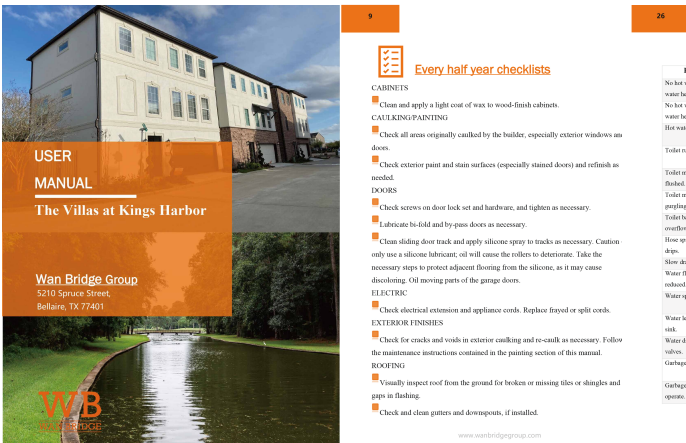 USER
MANUAL
The Villas at Kings Harbor
Wan Bridge Group
5210 Spruce Street,
Bellaire, TX 77401
WB
9
Every half year checklists
CABINETS
Clean and apply a light coat of wax to wood-finish cabinets.
CAULKING/PAINTING
Check all areas originally caulked by the builder, especially exterior windows an
doors.
Check exterior paint and stain surfaces (especially stained doors) and refinish as
needed.
DOORS
Check screws on door lock set and hardware, and tighten as necessary.
Lubricate bi-fold and by-pass doors as necessary.
Clean sliding door track and apply silicone spray to tracks as necessary. Caution
only use a silicone lubricant; oil will cause the rollers to deteriorate. Take the
necessary steps to protect adjacent flooring from the silicone, as it may cause
discoloring. Oil moving parts of the garage doors.
ELECTRIC
Check electrical extension and appliance cords. Replace frayed or split cords.
EXTERIOR FINISHES
Check for cracks and voids in exterior caulking and re-caulk as necessary. Follow
the maintenance instructions contained in the painting section of this manual.
ROOFING
Visually inspect roof from the ground for broken or missing tiles or shingles and
gaps in flashing.
Check and clean gutters and downspouts, if installed.
www.wanbridgegroup.com
26
No hot
water he
No hot
water he
Hot wat
Toilet
Toilet
flushed.
Toilet
gurgling
Toilet
overflow
Hose
drips.
Slow
Water
reduced
Water
Water
sink.
Water
valves.
Garbage
Garbage
operate.